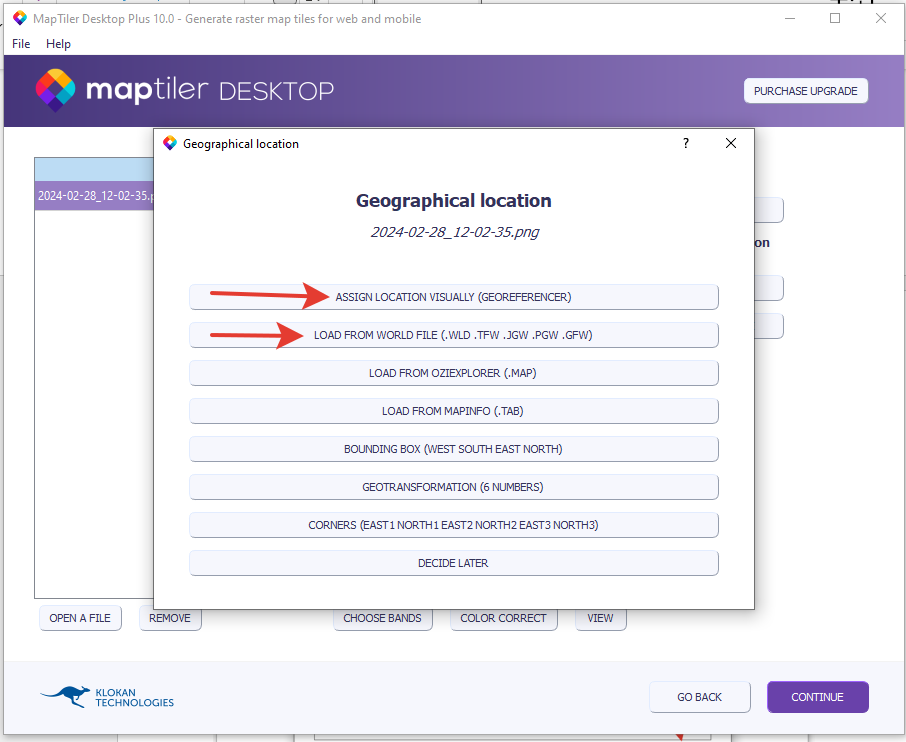 MapTiler Desktop Plus 10.0 - Generate raster map tiles for web and mobile
File Help
maptiler DESKTOP
PURCHASE UPGRADE
Geographical location
?
2024-02-28_12-02-35.p
Geographical location
2024-02-28_12-02-35.png
on
ASSIGN LOCATION VISUALLY (GEOREFERENCER)
LOAD FROM WORLD FILE (.WLD .TFW .JGW .PGW .GFW)
LOAD FROM OZIEXPLORER (.MAP)
LOAD FROM MAPINFO (.TAB)
BOUNDING BOX (WEST SOUTH EAST NORTH)
GEOTRANSFORMATION (6 NUMBERS)
CORNERS (EAST1 NORTH1 EAST2 NORTH2 EAST3 NORTH3)
DECIDE LATER
OPEN A FILE REMOVE CHOOSE BANDS COLOR CORRECT VIEW
KLOKAN
TECHNOLOGIES
GO BACK CONTINUE